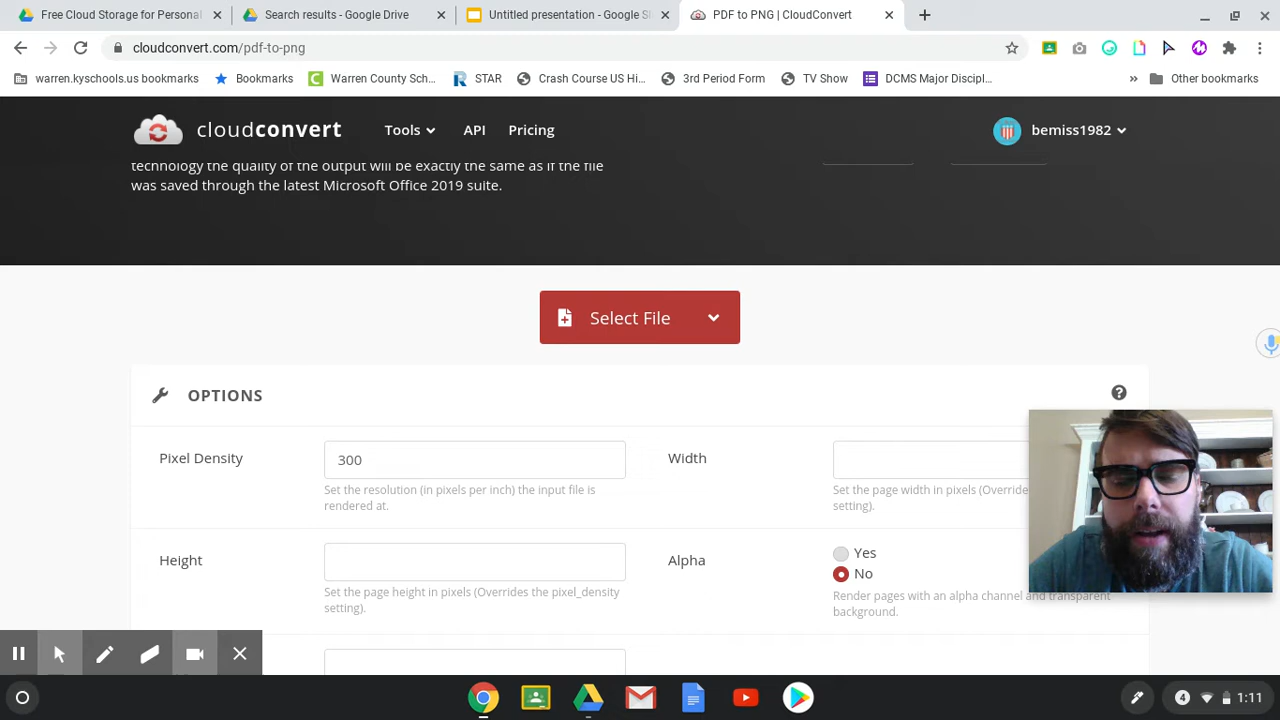 Free Cloud Storage for Personal
Search results - Google Drive
Untitled presentation - Google Sl
PDF to PNG | CloudConvert
cloudconvert.com/pdf-to-png
warren.kyschools.us bookmarks
Bookmarks
Warren County Sch...
STAR
Crash Course US Hi...
3rd Period Form
TV Show
DCMS Major Discipl...
Other bookmarks
cloudconvert
Tools
API
Pricing
bemiss1982
technology the quality of the output will be exactly the same as if the file
was saved through the latest Microsoft Office 2019 suite.
Select File
OPTIONS
Pixel Density
300
Set the resolution (in pixels per inch) the input file is
rendered at.
Width
Set the page width in pixels (Override
setting).
Height
Set the page height in pixels (Overrides the pixel_density
setting).
Alpha
Yes
No
Render pages with an alpha channel and transparent
background.
4
1:11